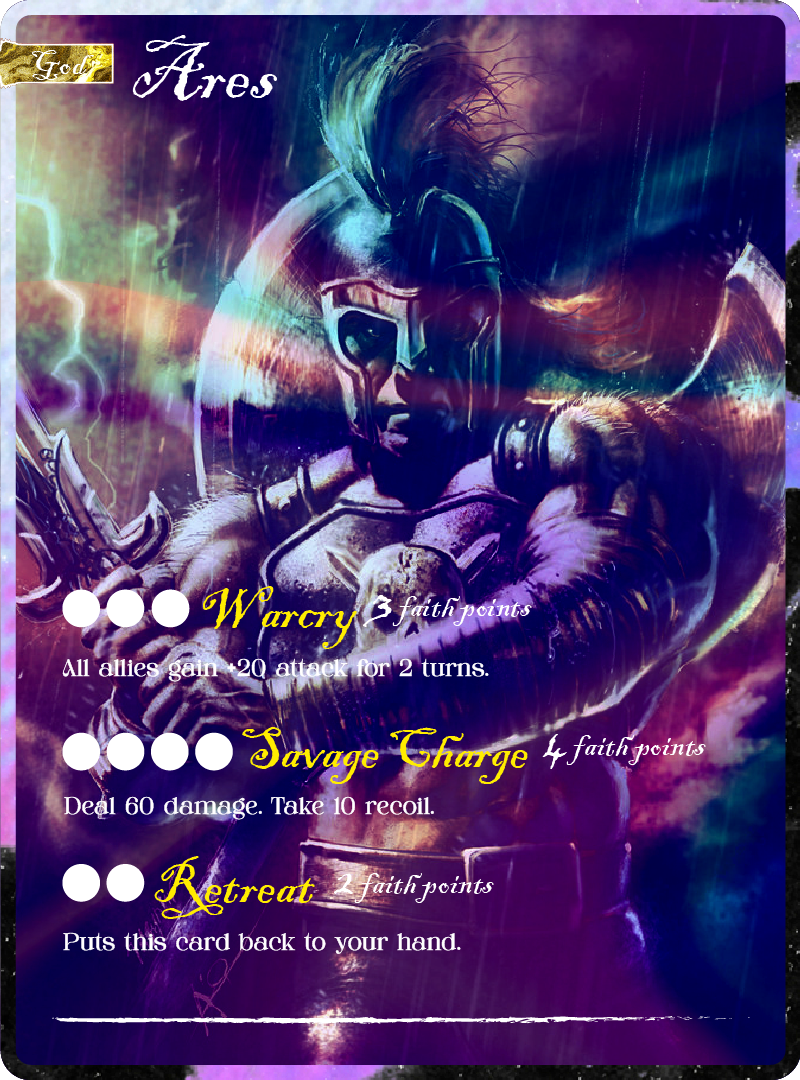 Gods
Ares
Warcry 3 faith points
All allies gain +20 attack for 2 turns.
Savage Charge 4 faith points
Deal 60 damage. Take 10 recoil.
Retreat 2 faith points
Puts this card back to your hand.